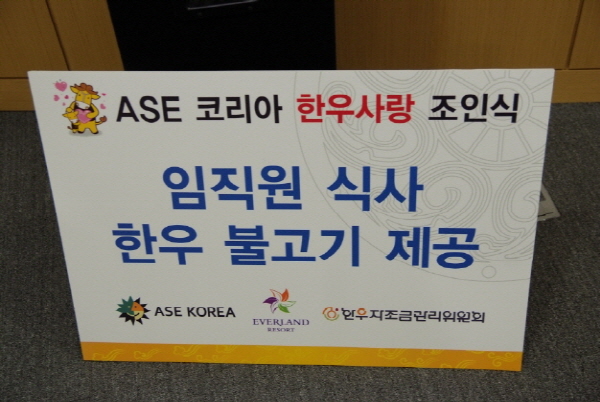 ASE 코리아 한우사랑 조인식
임직원 식사
한우 불고기 제공
ASE KOREA
EVERLAND
RESORT
한우자조금관리위원회